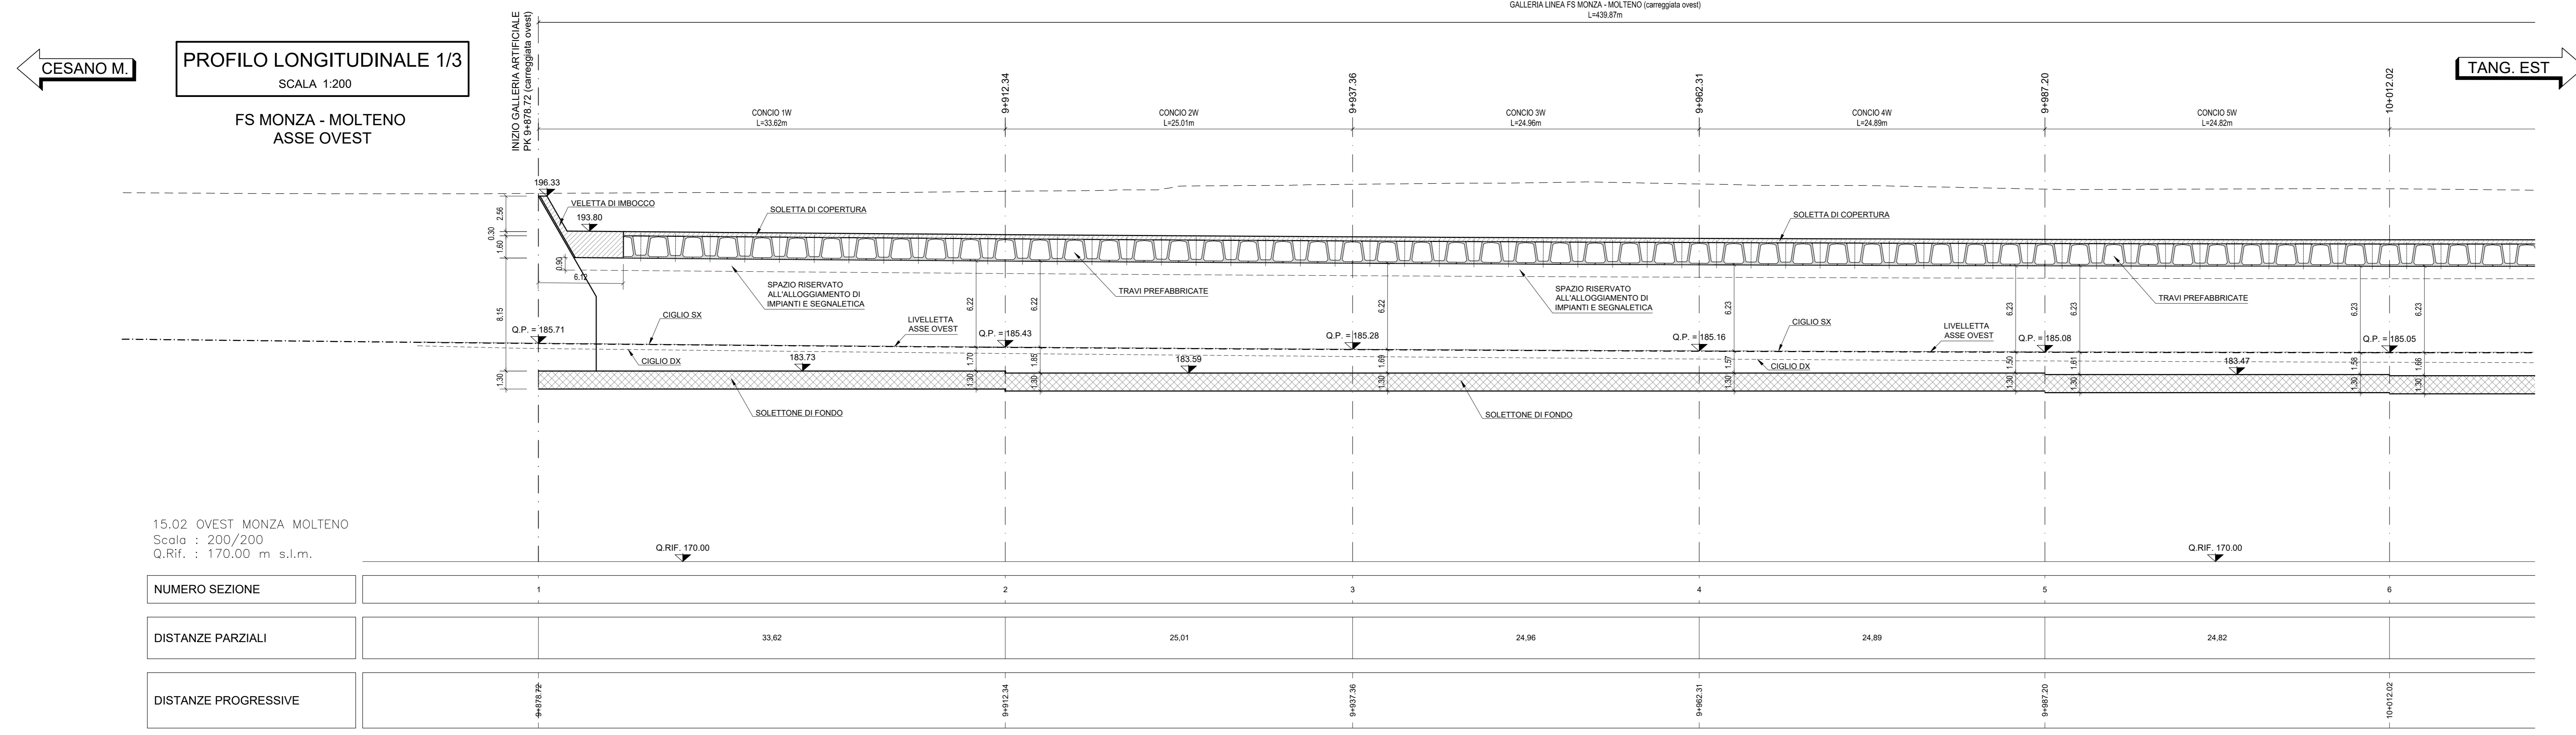 GALLERIA LINEA FS MONZA - MOLTENO (carreggiata ovest)
L=439.87m
CESANO M.
PROFILO LONGITUDINALE 1/3
SCALA 1:200
FS MONZA - MOLTENO
ASSE OVEST
TANG. EST
INIZIO GALLERIA ARTIFICIALE
PK 9+878.72 (carreggiata ovest)
9+912.34
9+937.36
9+962.31
9+987.20
10+012.02
CONCIO 1W
L=33.62m
CONCIO 2W
L=25.01m
CONCIO 3W
L=24.96m
CONCIO 4W
L=24.89m
CONCIO 5W
L=24.82m
196.33
VELETTA DI IMBOCCO
193.80
SOLETTA DI COPERTURA
SOLETTA DI COPERTURA
2.56
0.30
1.60
0.90
6.12
8.15
1.30
SPAZIO RISERVATO
ALL'ALLOGGIAMENTO DI
IMPIANTI E SEGNALETICA
TRAVI PREFABBRICATE
SPAZIO RISERVATO
ALL'ALLOGGIAMENTO DI
IMPIANTI E SEGNALETICA
TRAVI PREFABBRICATE
6.22
6.22
6.22
6.23
6.23
6.23
6.23
6.23
CIGLIO SX
LIVELLETTA
ASSE OVEST
CIGLIO SX
LIVELLETTA
ASSE OVEST
Q.P. = 185.71
Q.P. = 185.43
Q.P. = 185.28
Q.P. = 185.16
Q.P. = 185.08
Q.P. = 185.05
CIGLIO DX
183.73
183.59
CIGLIO DX
183.47
1.70
1.85
1.69
1.57
1.50
1.61
1.58
1.66
1.30
1.30
1.30
1.30
1.30
1.30
1.30
1.30
SOLETTONE DI FONDO
SOLETTONE DI FONDO
15.02 OVEST MONZA MOLTENO
Scala : 200/200
Q.Rif. : 170.00 m s.l.m.
Q.RIF. 170.00
Q.RIF. 170.00
NUMERO SEZIONE
1
2
3
4
5
6
DISTANZE PARZIALI
33,62
25,01
24,96
24,89
24,82
DISTANZE PROGRESSIVE
9+878.72
9+912.34
9+937.36
9+962.31
9+987.20
10+012.02